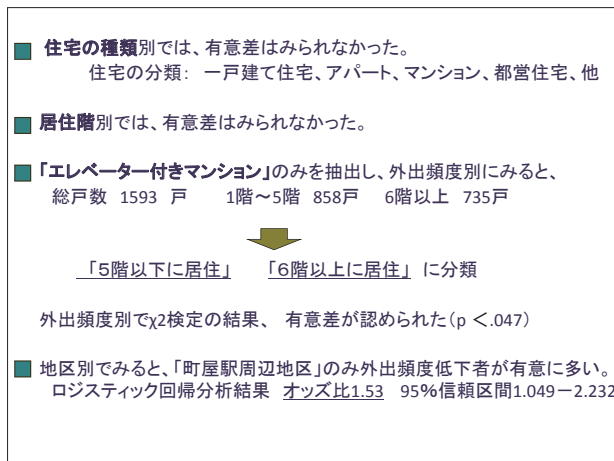 住宅の種類別では、有意差はみられなかった。
住宅の分類： 一戸建て住宅、アパート、マンション、都営住宅、他
居住階別では、有意差はみられなかった。
「エレベーター付きマンション」のみを抽出し、外出頻度別にみると、
総戸数 1593 戸 1階～5階 858戸 6階以上 735戸
「５階以下に居住」 「６階以上に居住」 に分類
外出頻度別でχ2検定の結果、 有意差が認められた（p ＜.047）
地区別でみると、「町屋駅周辺地区」のみ外出頻度低下者が有意に多い。
ロジスティック回帰分析結果 オッズ比1.53 95％信頼区間1.049－2.232